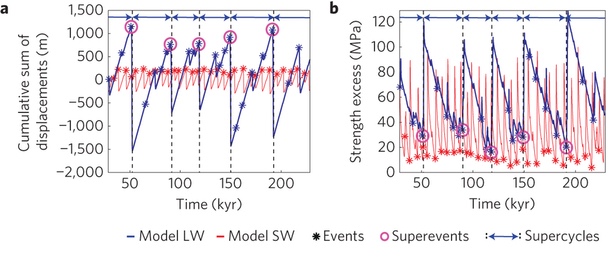 a
1,500
1,000
500
0
−500
−1,000
−1,500
−2,000
Cumulative sum of
displacements (m)
50 100 150 200
Time (kyr)
b
120
100
80
60
40
20
0
Strength excess (MPa)
50 100 150 200
Time (kyr)
Model LW Model SW Events Superevents Supercycles